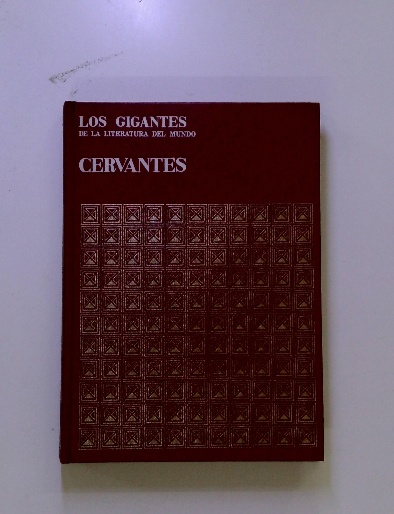 LOS GIGANTES
DE LA LITERATURA DEL MUNDO
CERVANTES